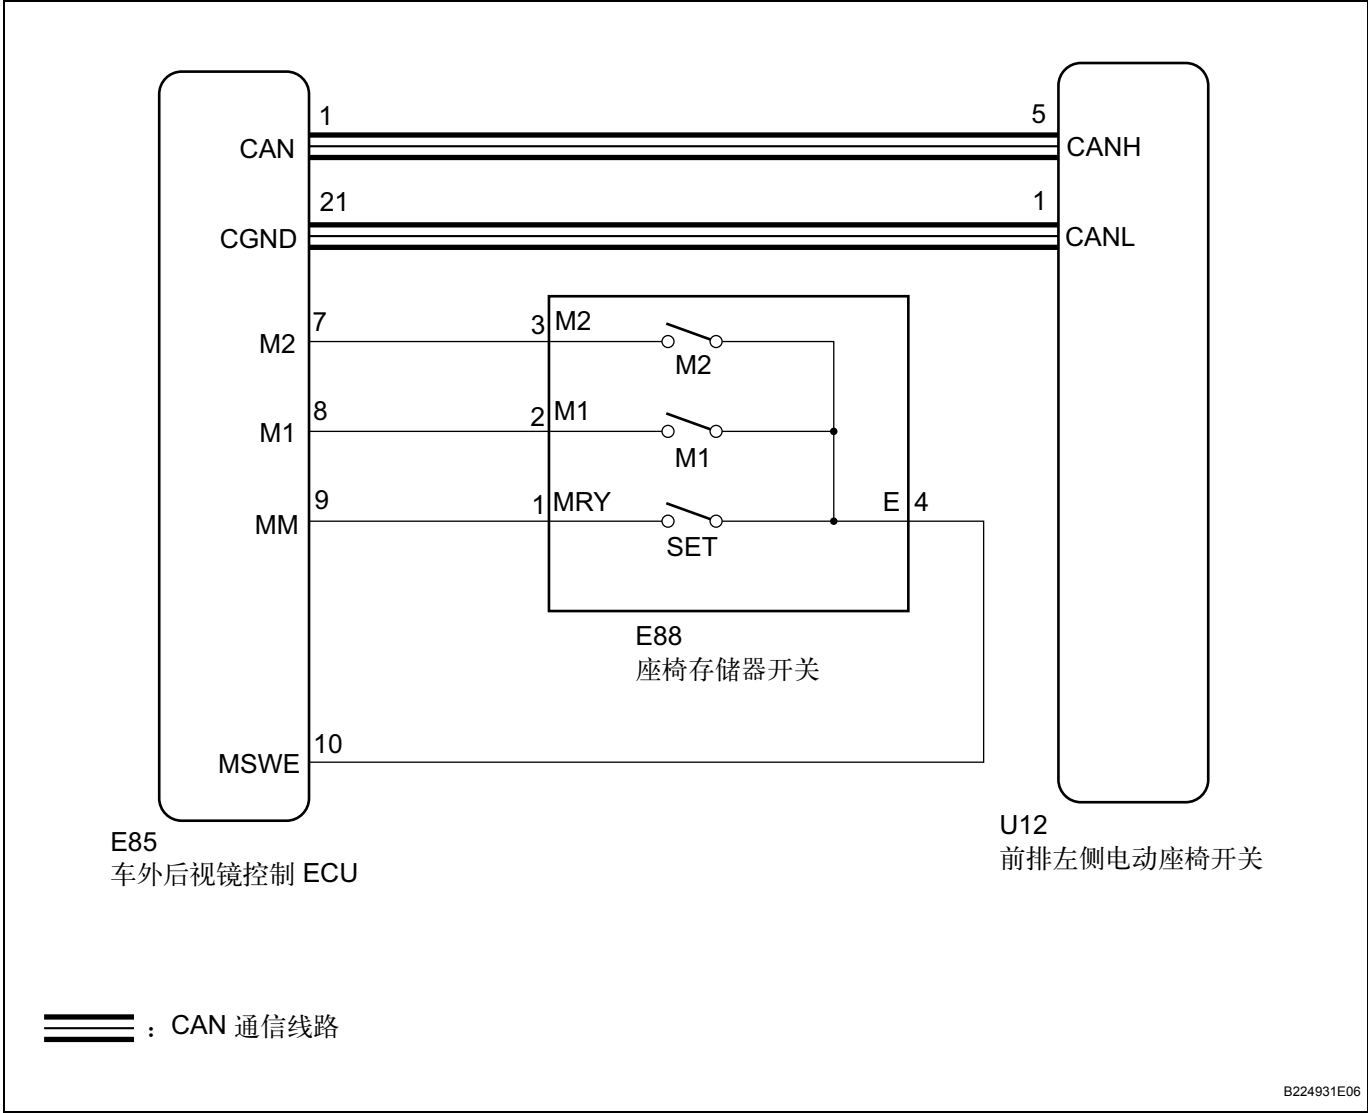 1
5
CAN
CANH
21
1
CGND
CANL
7
3
M2
M2
M2
8
2
M1
M1
M1
9
1
MRY
E
4
MM
SET
E88
座椅存储器开关
10
MSWE
E85
车外后视镜控制 ECU
U12
前排左侧电动座椅开关
：CAN 通信线路
B224931E06